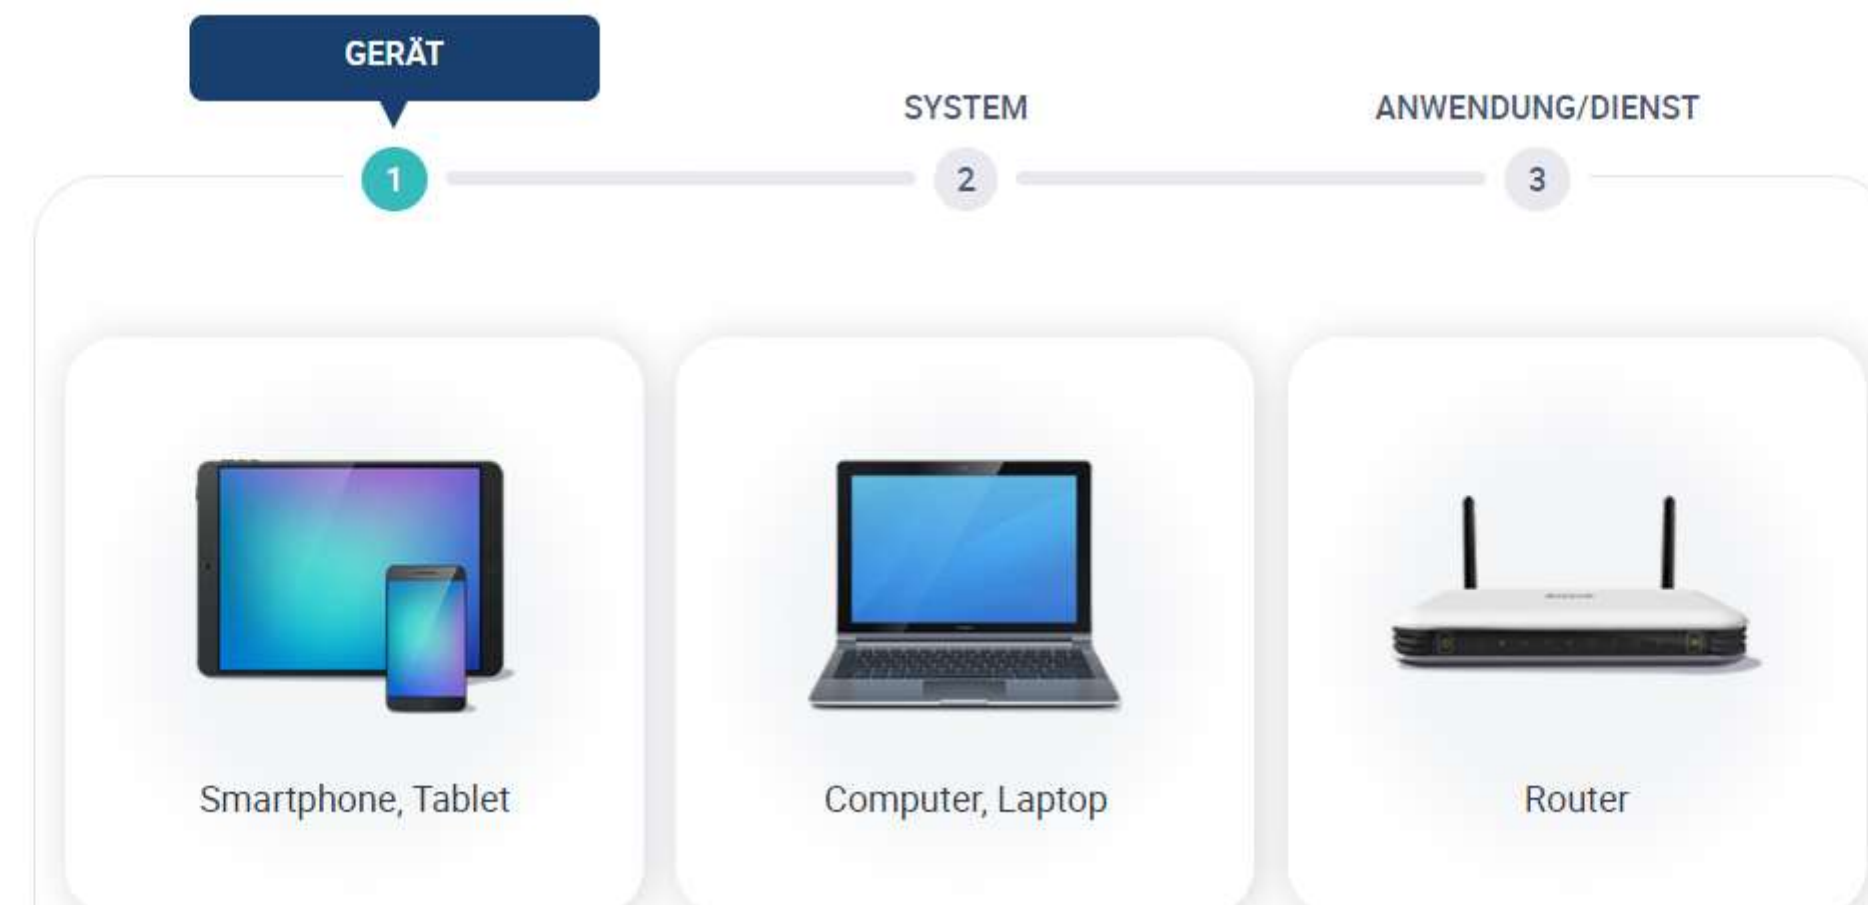 GERÄT
SYSTEM
ANWENDUNG/DIENST
1
2
3
Smartphone, Tablet
Computer, Laptop
Router